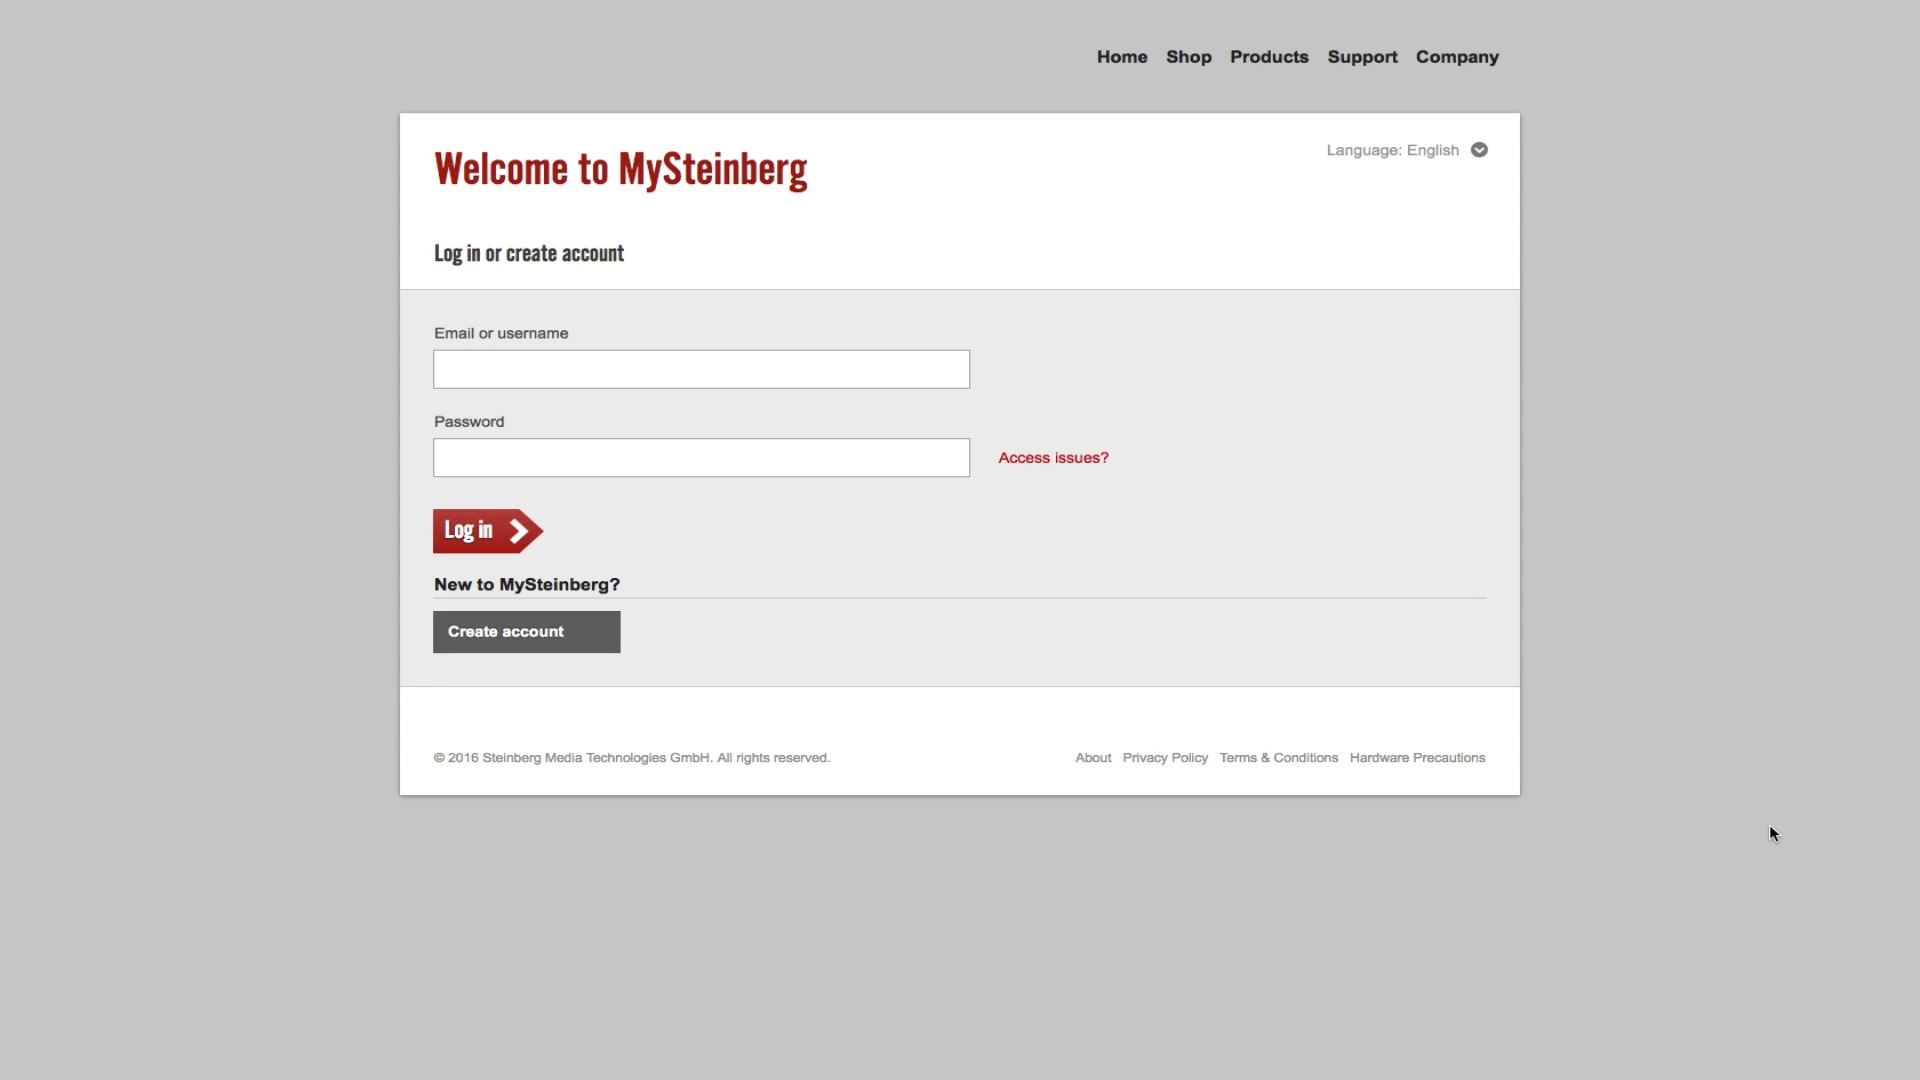 Home Shop Products Support Company
Language: English
Welcome to MySteinberg
Log in or create account
Email or username
Password
Access issues?
Log in
New to MySteinberg?
Create account
© 2016 Steinberg Media Technologies GmbH. All rights reserved.
About Privacy Policy Terms & Conditions Hardware Precautions